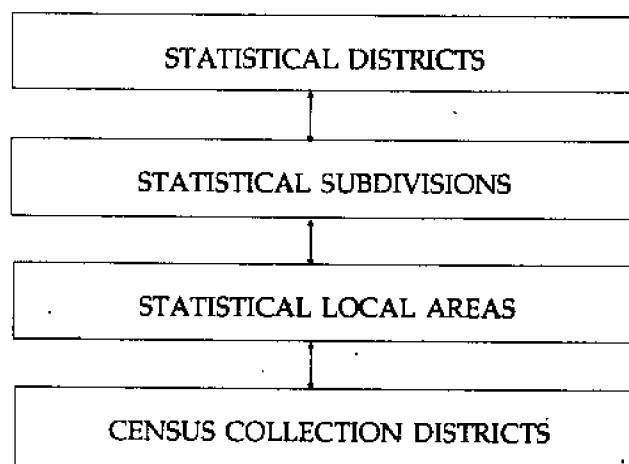 STATISTICAL DISTRICTS
STATISTICAL SUBDIVISIONS
STATISTICAL LOCAL AREAS
CENSUS COLLECTION DISTRICTS